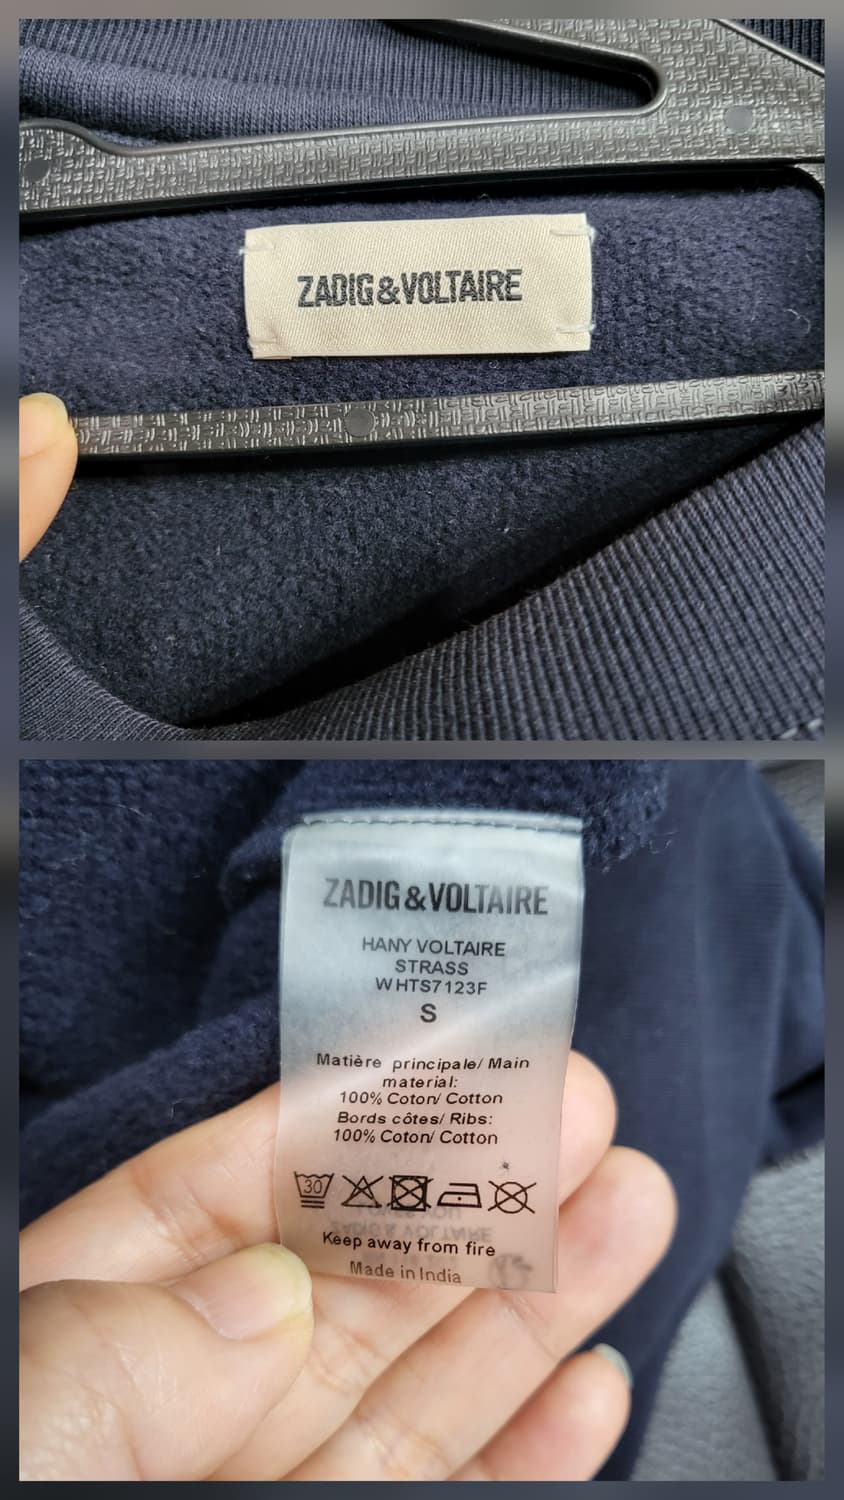 ZADIG&VOLTAIRE
ZADIG&VOLTAIRE
HANY VOLTAIRE
STRASS
WHTS7123F
S
Matière principale/ Main
material:
100% Coton/ Cotton
Bords côtes/ Ribs:
100% Coton/ Cotton
30
Keep away from fire
Made in India